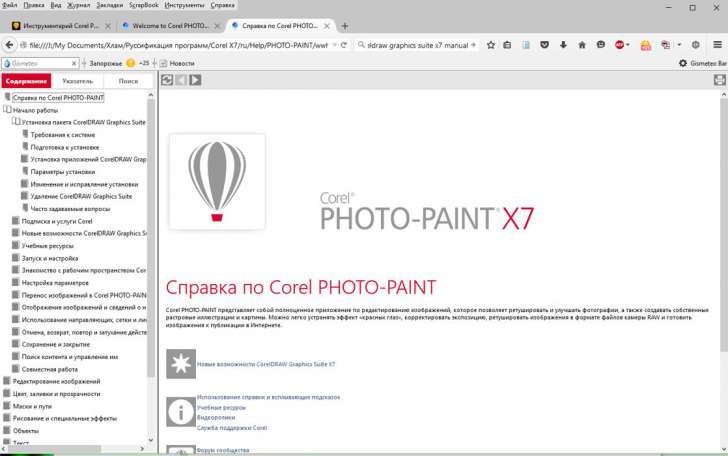 Файл Правка Вид Журнал Закладки ScrapBook Инструменты Справка
Инструментарий Corel P...
Welcome to Corel PHOTO...
Справка по Corel PHOTO...
file:///J:/My Documents/Хлам/Руссификация программ/Corel X7/ru/Help/PHOTO-PAINT/wwh
draw graphics suite x7 manual
Gismeteo
Запорожье +25
Новости
Gismeteo Bar
Содержание Указатель Поиск
Справка по Corel PHOTO-PAINT
Начало работы
Установка пакета CorelDRAW Graphics Suite
Требования к системе
Подготовка к установке
Установка приложений CorelDRAW Grap
Параметры установки
Изменение и исправление установки
Удаление CorelDRAW Graphics Suite
Часто задаваемые вопросы
Подписка и услуги Corel
Новые возможности CorelDRAW Graphics S
Учебные ресурсы
Запуск и настройка
Знакомство с рабочим пространством Cor
Настройка параметров
Перенос изображений в Corel PHOTO-PAIN
Отображение изображений и сведений о н
Использование направляющих, сетки и ли
Отмена, возврат, повтор и затухание дейст
Сохранение и закрытие
Поиск контента и управления им
Совместная работа
Редактирование изображений
Цвет, заливки и прозрачности
Маски и пути
Рисование и специальные эффекты
Объекты
Текст
Corel®
PHOTO-PAINT® X7
Справка по Corel PHOTO-PAINT
Corel PHOTO-PAINT представляет собой полноценное приложение по редактированию изображений, которое позволяет ретушировать и улучшать фотографии, а также создавать собственные
растровые иллюстрации и картины. Можно легко устранять эффект «красных глаз», корректировать экспозицию, ретушировать изображения в формате файлов камеры RAW и готовить
изображения к публикации в Интернете.
Новые возможности CorelDRAW Graphics Suite X7
Использование справки и всплывающих подсказок
Учебные ресурсы
Видеоролики
Служба поддержки Corel
Форум сообщества